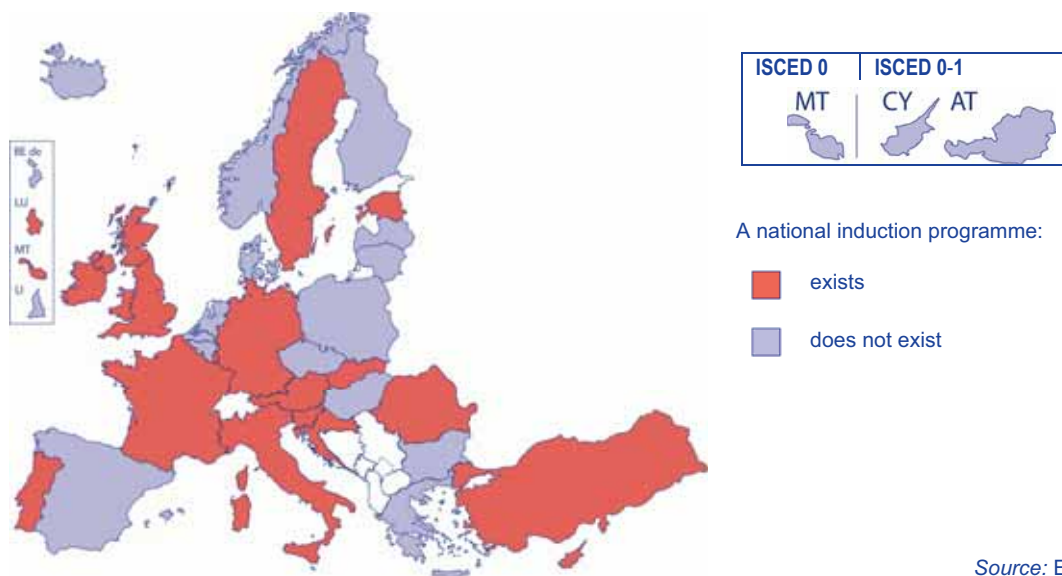 ISCED 0
ISCED 0-1
MT
CY
AT
BE de
LU
MT
LI
A national induction programme:
exists
does not exist
Source: E